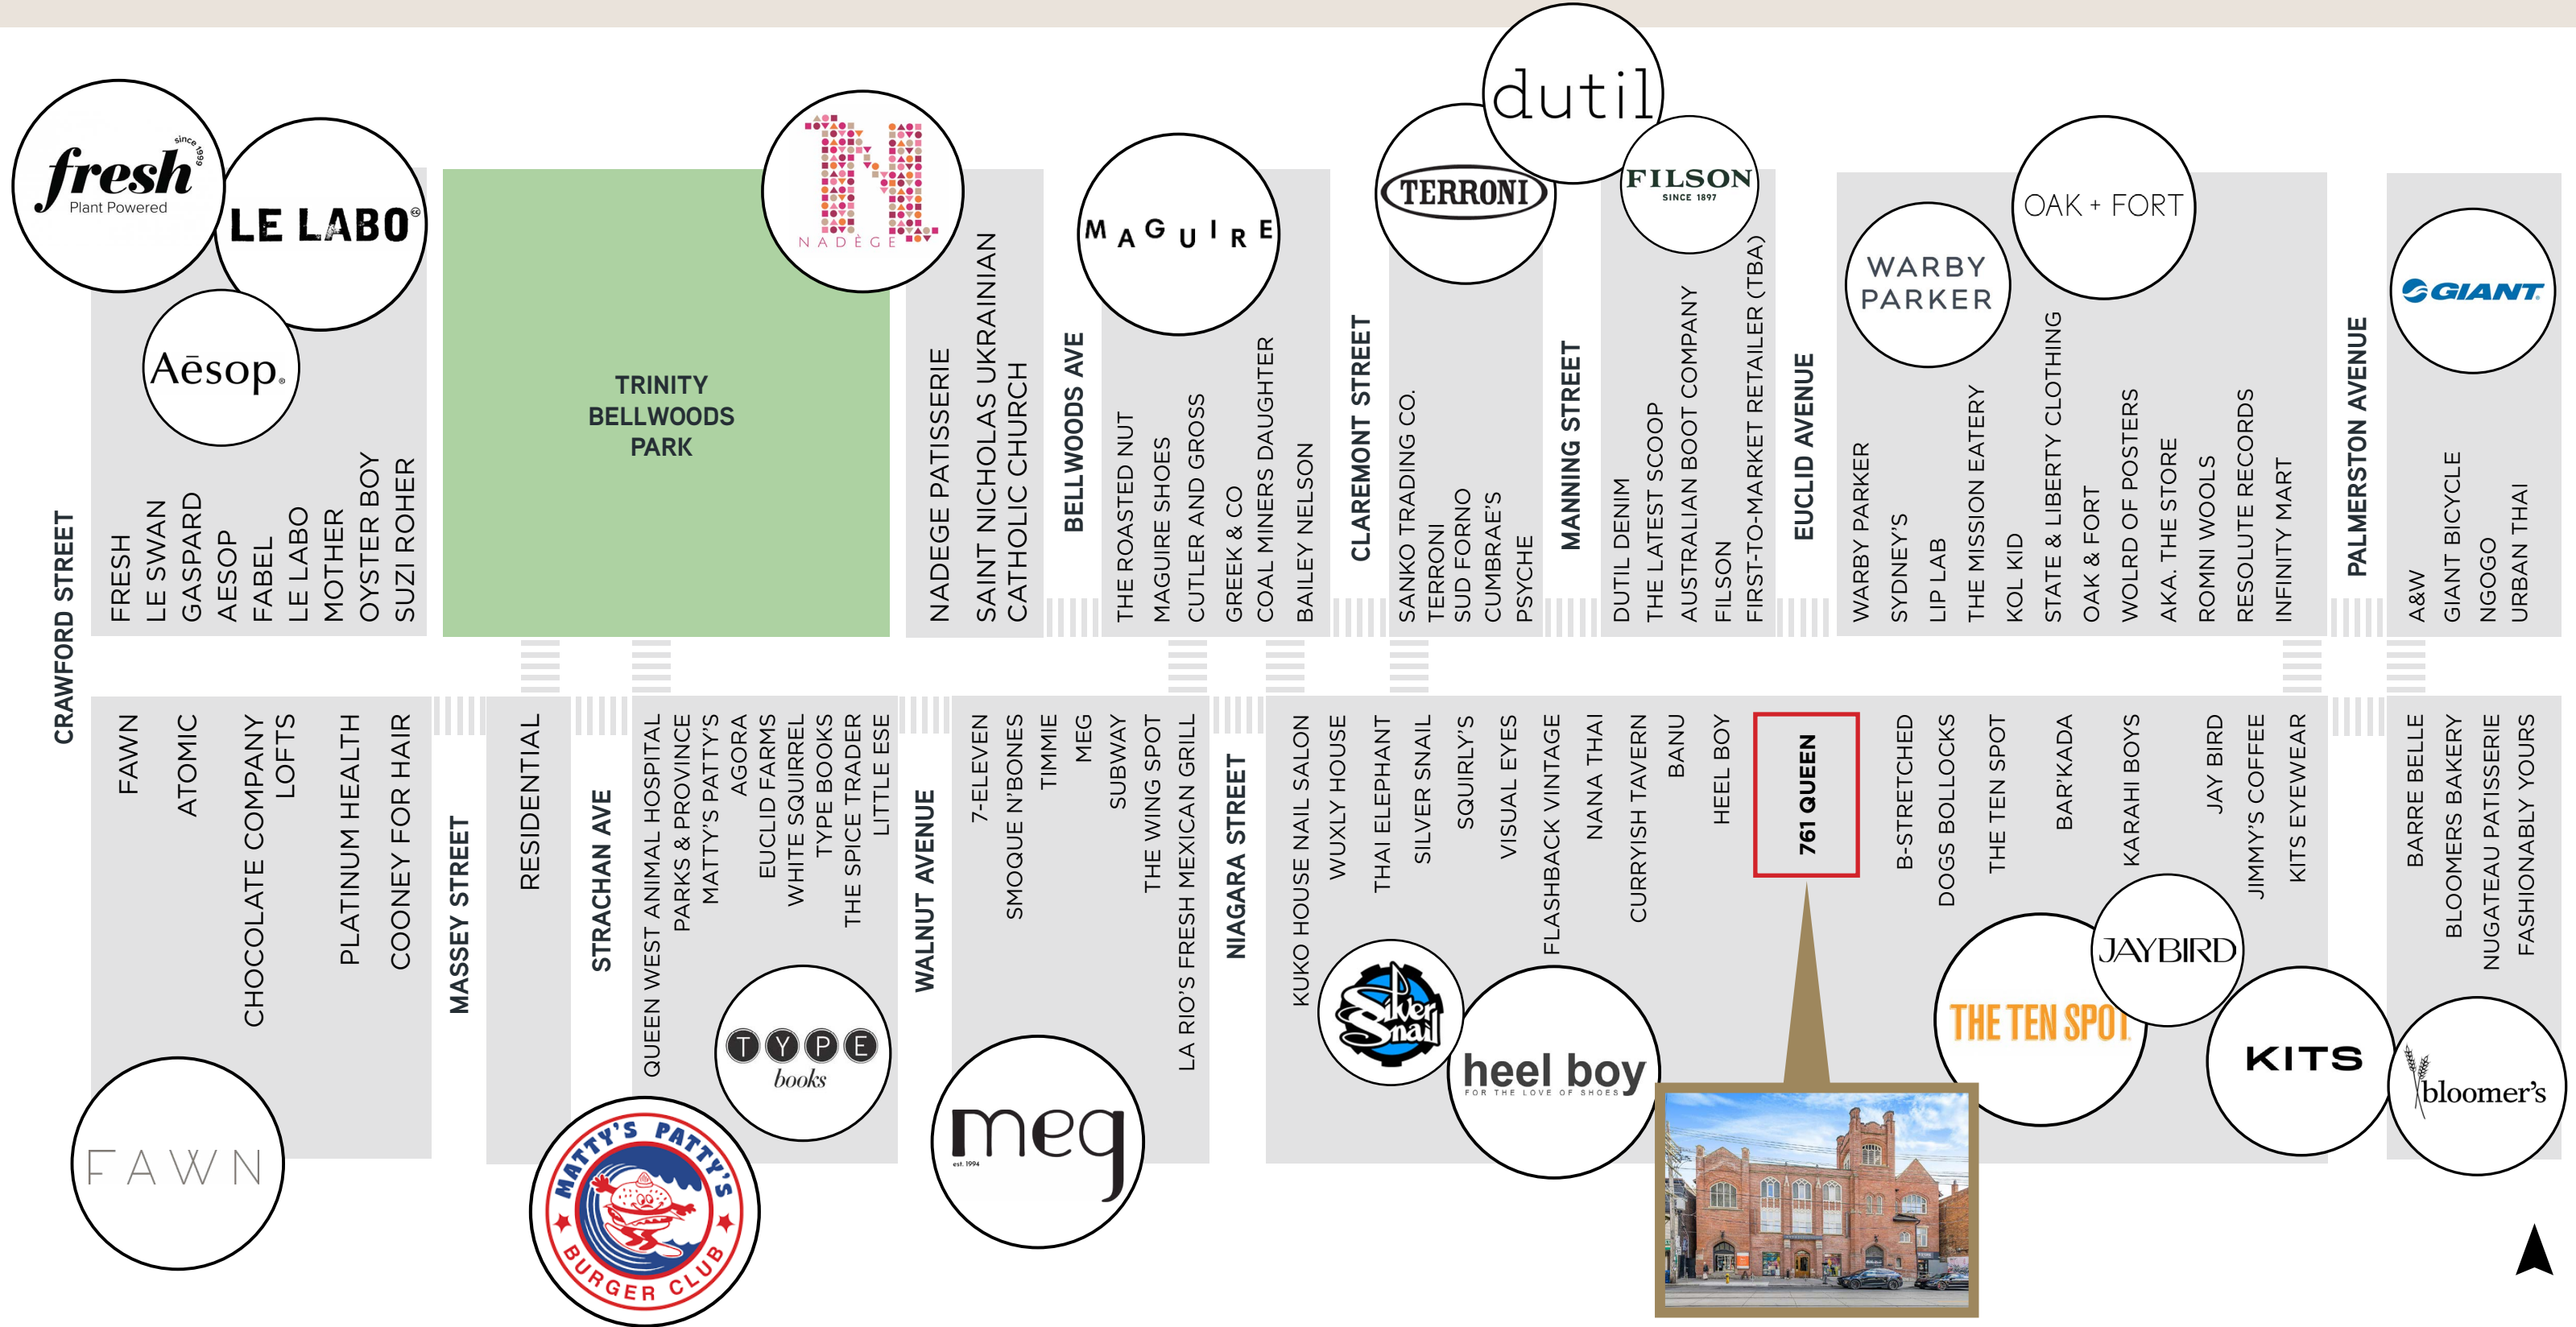 fresh
since 1999
Plant Powered
LE LABO
Aēsop.
NADÈGE
MAGUIRE
TERRONI
dutil
FILSON
SINCE 1897
WARBY
PARKER
OAK + FORT
GIANT
CRAWFORD STREET
FRESH
LE SWAN
GASPARD
AESOP
FABEL
LE LABO
MOTHER
OYSTER BOY
SUZI ROHER
TRINITY
BELLWOODS
PARK
NADEGE PATISSERIE
SAINT NICHOLAS UKRAINIAN
CATHOLIC CHURCH
BELLWOODS AVE
THE ROASTED NUT
MAGUIRE SHOES
CUTLER AND GROSS
GREEK & CO
COAL MINERS DAUGHTER
BAILEY NELSON
CLAREMONT STREET
SANKO TRADING CO.
TERRONI
SUD FORNO
CUMBRAE'S
PSYCHE
MANNING STREET
DUTIL DENIM
THE LATEST SCOOP
AUSTRALIAN BOOT COMPANY
FILSON
FIRST-TO-MARKET RETAILER (TBA)
EUCLID AVENUE
WARBY PARKER
SYDNEY'S
LIP LAB
THE MISSION EATERY
KOL KID
STATE & LIBERTY CLOTHING
OAK & FORT
WOLRD OF POSTERS
AKA. THE STORE
ROMNI WOOLS
RESOLUTE RECORDS
INFINITY MART
PALMERSTON AVENUE
A&W
GIANT BICYCLE
NGOGO
URBAN THAI
FAWN
ATOMIC
CHOCOLATE COMPANY
LOFTS
PLATINUM HEALTH
COONEY FOR HAIR
MASSEY STREET
RESIDENTIAL
STRACHAN AVE
QUEEN WEST ANIMAL HOSPITAL
PARKS & PROVINCE
MATTY'S PATTY'S
AGORA
EUCLID FARMS
WHITE SQUIRREL
TYPE BOOKS
THE SPICE TRADER
LITTLE ESE
WALNUT AVENUE
7-ELEVEN
SMOQUE N'BONES
TIMMIE
MEG
SUBWAY
THE WING SPOT
LA RIO'S FRESH MEXICAN GRILL
NIAGARA STREET
KUKO HOUSE NAIL SALON
WUXLY HOUSE
THAI ELEPHANT
SILVER SNAIL
SQUIRLY'S
VISUAL EYES
FLASHBACK VINTAGE
NANA THAI
CURRYISH TAVERN
BANU
HEEL BOY
761 QUEEN
B-STRETCHED
DOGS BOLLOCKS
THE TEN SPOT
BAR'KADA
KARAHI BOYS
JAY BIRD
JIMMY'S COFFEE
KITS EYEWEAR
BARRE BELLE
BLOOMERS BAKERY
NUGATEAU PATISSERIE
FASHIONABLY YOURS
FAWN
MATTY'S PATTY'S
BURGER CLUB
TYPE
books
meg
est. 1994
Silver
Snail
heel boy
FOR THE LOVE OF SHOES
THE TEN SPOT
JAYBIRD
KITS
bloomer's